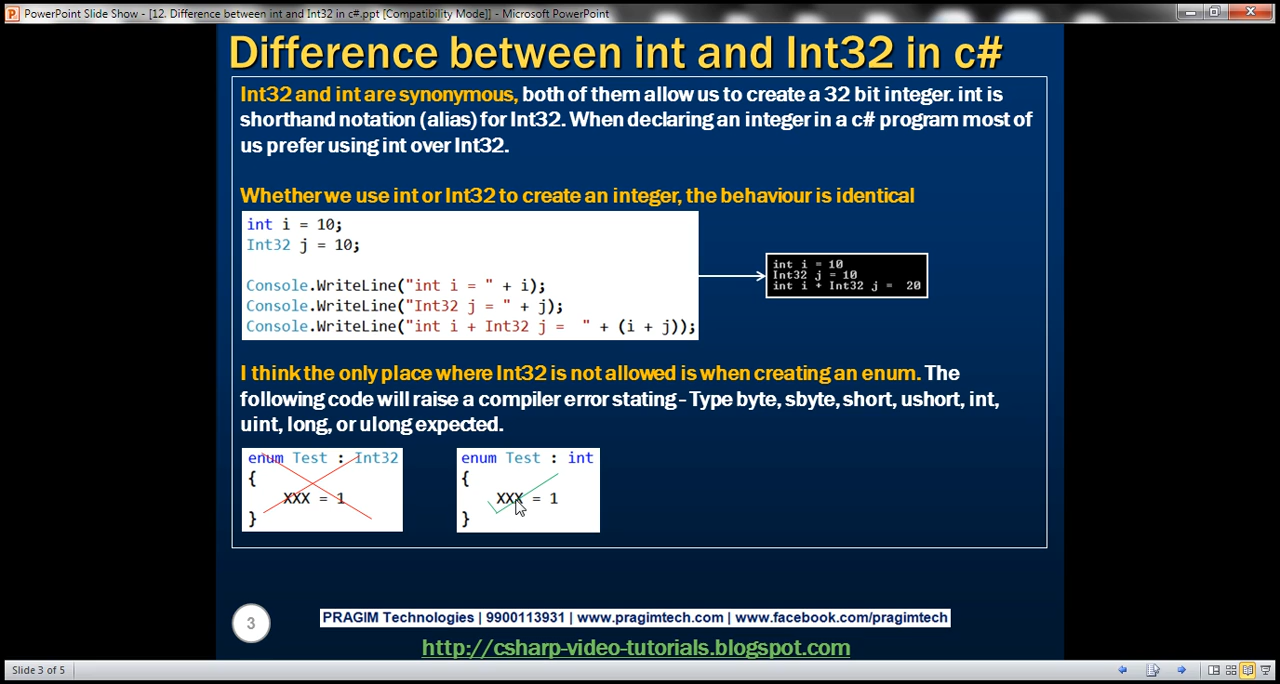 PowerPoint Slide Show - [12. Difference between int and Int32 in c#.ppt [Compatibility Mode]] - Microsoft PowerPoint
Difference between int and Int32 in c#
Int32 and int are synonymous, both of them allow us to create a 32 bit integer. int is
shorthand notation (alias) for Int32. When declaring an integer in a c# program most of
us prefer using int over Int32.
Whether we use int or Int32 to create an integer, the behaviour is identical
int i = 10;
Int32 j = 10;
Console.WriteLine("int i = " + i);
Console.WriteLine("Int32 j = " + j);
Console.WriteLine("int i + Int32 j =  " + (i + j));
int i = 10
Int32 j = 10
int i + Int32 j =  20
I think the only place where Int32 is not allowed is when creating an enum. The
following code will raise a compiler error stating - Type byte, sbyte, short, ushort, int,
uint, long, or ulong expected.
enum Test : Int32
{
XXX = 1
}
enum Test : int
{
XXX = 1
}
3
PRAGIM Technologies | 9900113931 | www.pragimtech.com | www.facebook.com/pragimtech
http://csharp-video-tutorials.blogspot.com
Slide 3 of 5